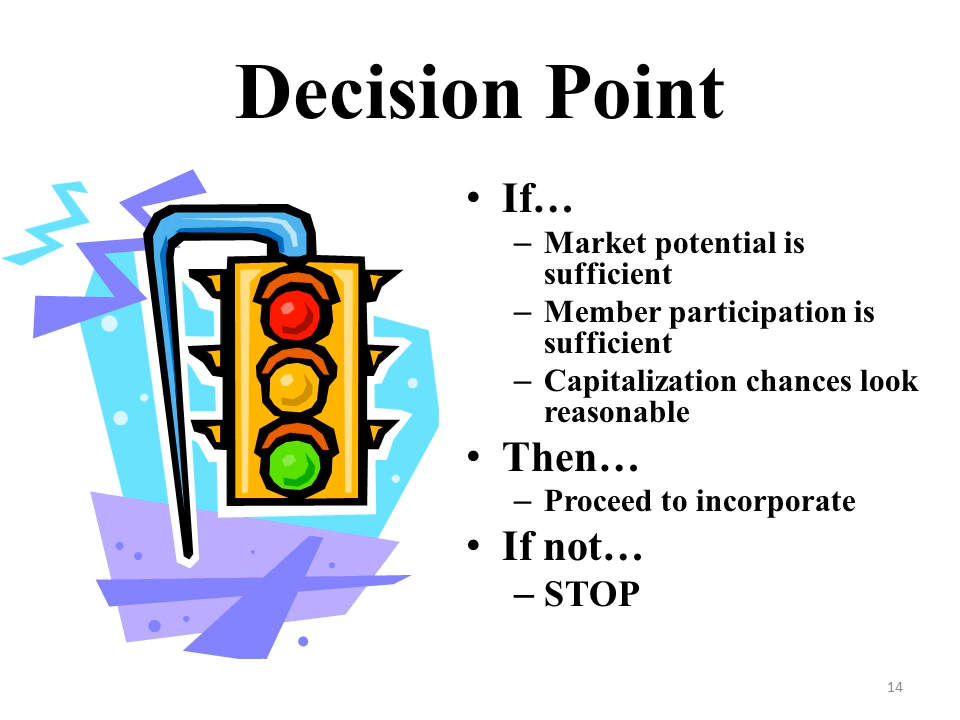 Decision Point
• If…
– Market potential is
sufficient
– Member participation is
sufficient
– Capitalization chances look
reasonable
• Then…
– Proceed to incorporate
• If not…
– STOP
14